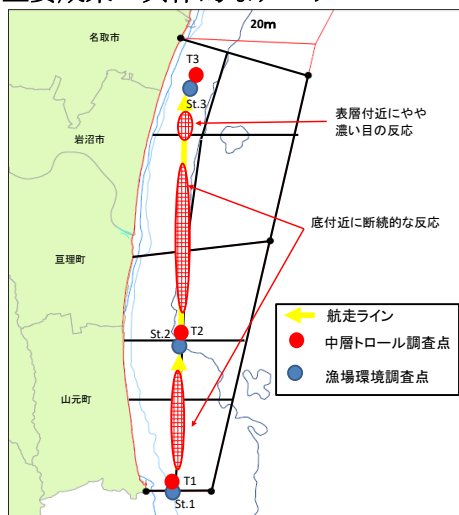 20m
名取市
T3
St.3
表層付近にやや
濃い目の反応
岩沼市
底付近に断続的な反応
亘理町
航走ライン
St.2
T2
中層トロール調査点
漁場環境調査点
山元町
T1
St.1